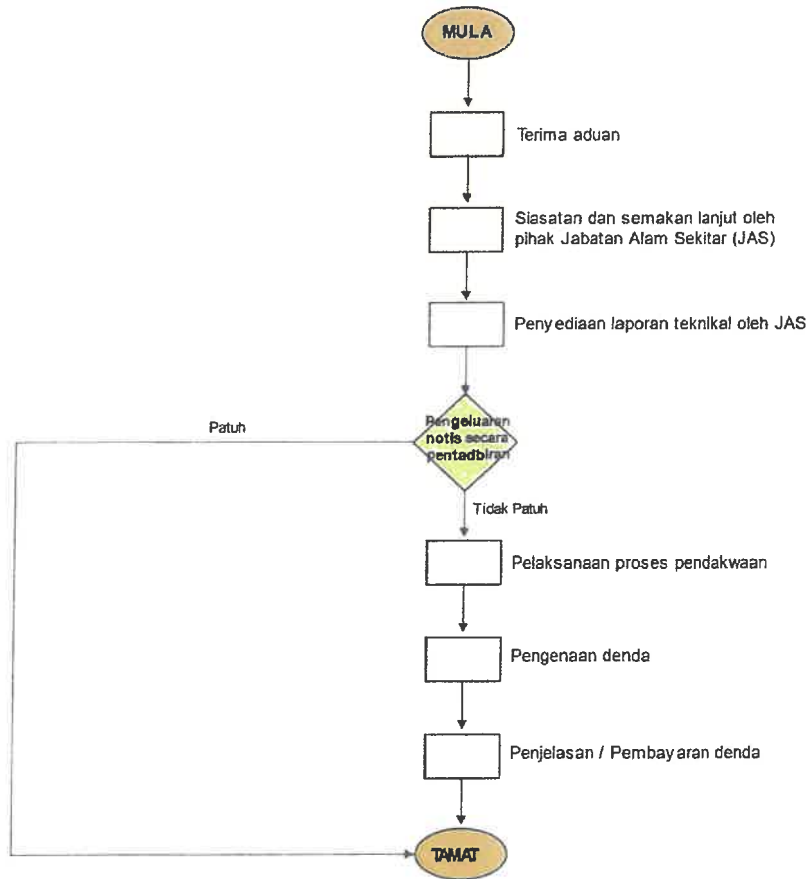 MULA
Terima aduan
Siasatan dan semakan lanjut oleh
pihak Jabatan Alam Sekitar (JAS)
Penyediaan laporan teknikal oleh JAS
Pengeluaran
notis secara
pentadbiran
Patuh
Tidak Patuh
Pelaksanaan proses pendakwaan
Pengenaan denda
Penjelasan / Pembayaran denda
TAMAT